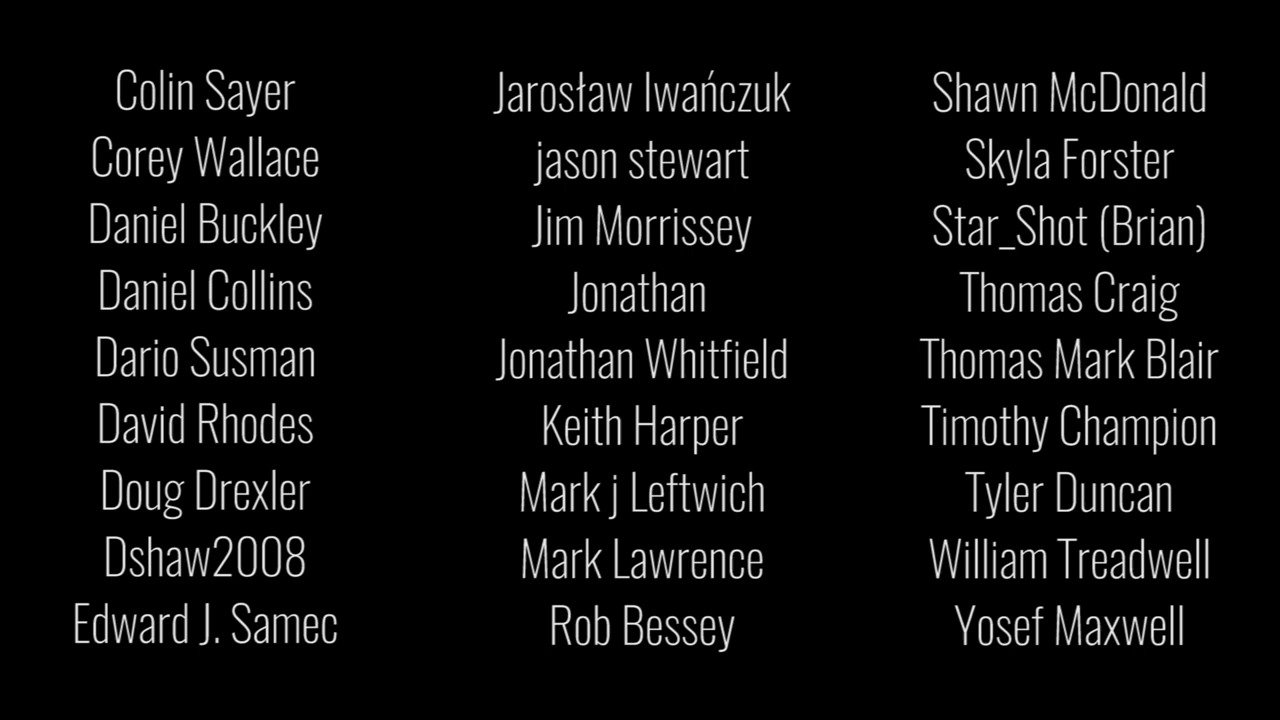 Colin Sayer
Corey Wallace
Daniel Buckley
Daniel Collins
Dario Susman
David Rhodes
Doug Drexler
Dshaw2008
Edward J. Samec
Jarosław Iwańczuk
jason stewart
Jim Morrissey
Jonathan
Jonathan Whitfield
Keith Harper
Mark j Leftwich
Mark Lawrence
Rob Bessey
Shawn McDonald
Skyla Forster
Star_Shot (Brian)
Thomas Craig
Thomas Mark Blair
Timothy Champion
Tyler Duncan
William Treadwell
Yosef Maxwell